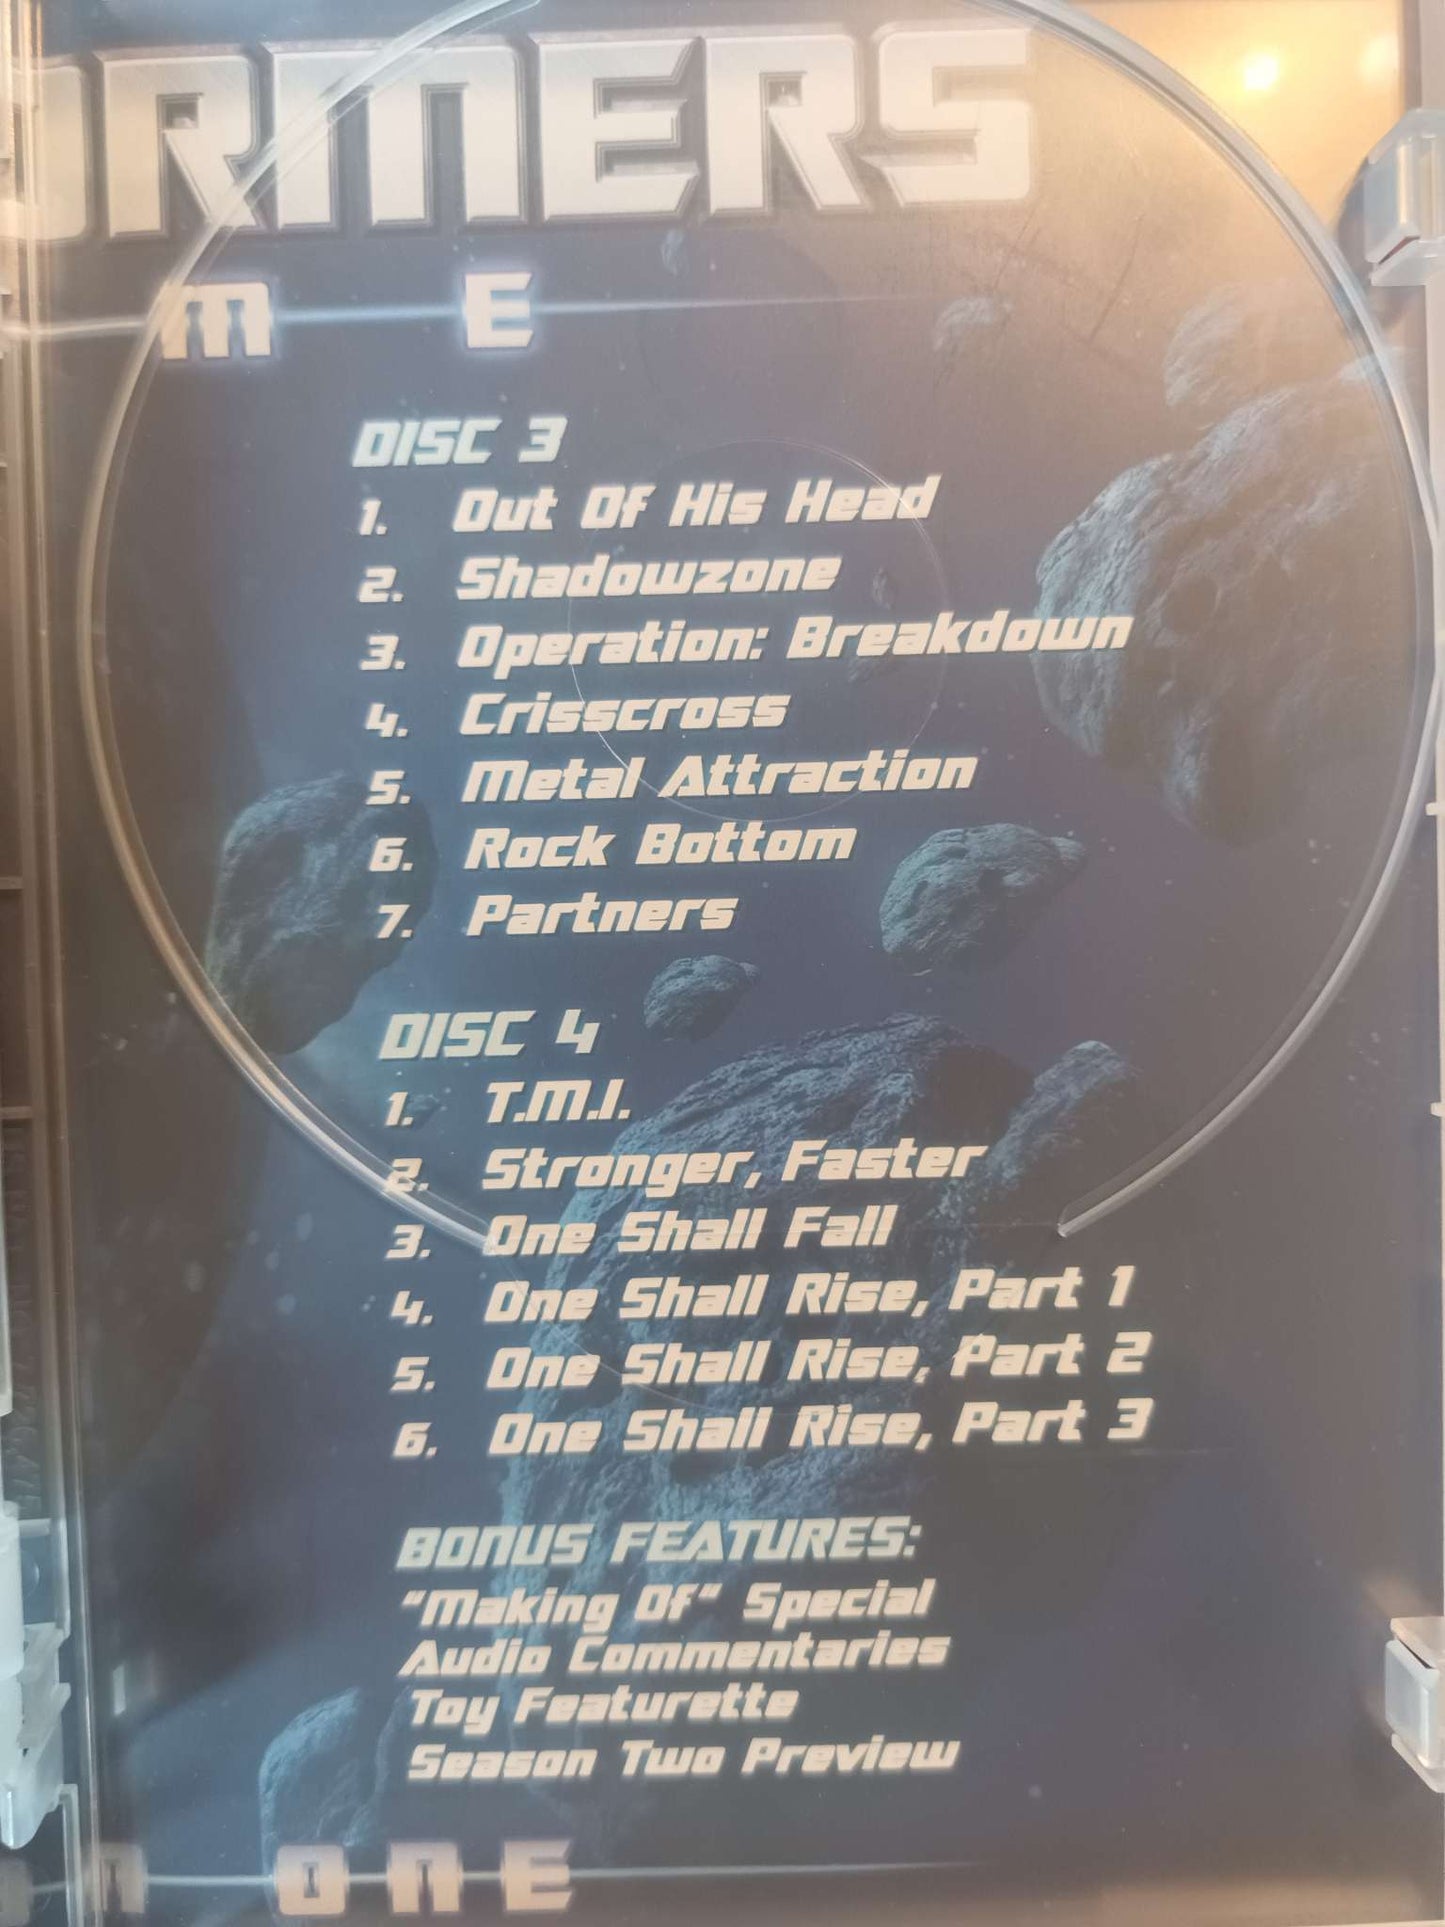 ORMERS
M E
DISC 3
1. Out Of His Head
2. Shadowzone
3. Operation: Breakdown
4. Crisscross
5. Metal Attraction
6. Rock Bottom
7. Partners
DISC 4
1. T.M.I.
2. Stronger, Faster
3. One Shall Fall
4. One Shall Rise, Part 1
5. One Shall Rise, Part 2
6. One Shall Rise, Part 3
BONUS FEATURES:
"Making Of" Special
Audio Commentaries
Toy Featurette
Season Two Preview
N ONE